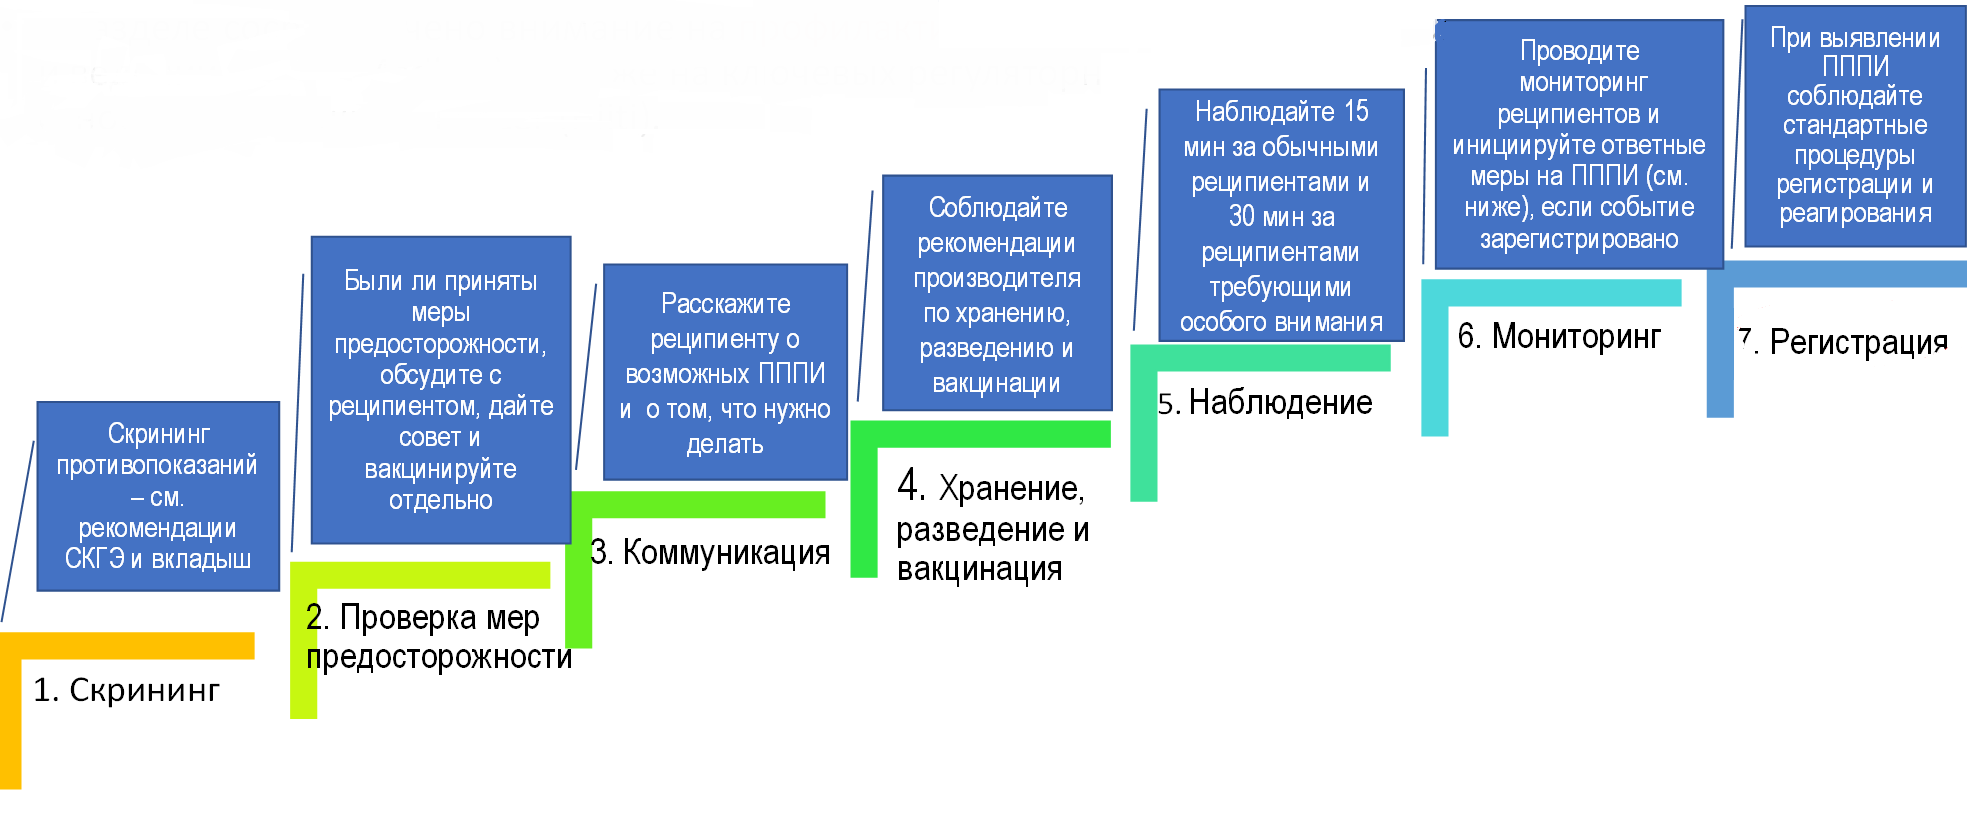 Скрининг
противопоказаний
– см.
рекомендации
СКГЭ и вкладыш
1. Скрининг
Были ли приняты
меры
предосторожности,
обсудите с
реципиентом, дайте
совет и
вакцинируйте
отдельно
2. Проверка мер
предосторожности
Расскажите
реципиенту о
возможных ПППИ
и о том, что нужно
делать
3. Коммуникация
Соблюдайте
рекомендации
производителя
по хранению,
разведению и
вакцинации
4. Хранение,
разведение и
вакцинация
Наблюдайте 15
мин за обычными
реципиентами и
30 мин за
реципиентами
требующими
особого внимания
5. Наблюдение
Проводите
мониторинг
реципиентов и
инициируйте ответные
меры на ПППИ (см.
ниже), если событие
зарегистрировано
6. Мониторинг
При выявлении
ПППИ
соблюдайте
стандартные
процедуры
регистрации и
реагирования
7. Регистрация